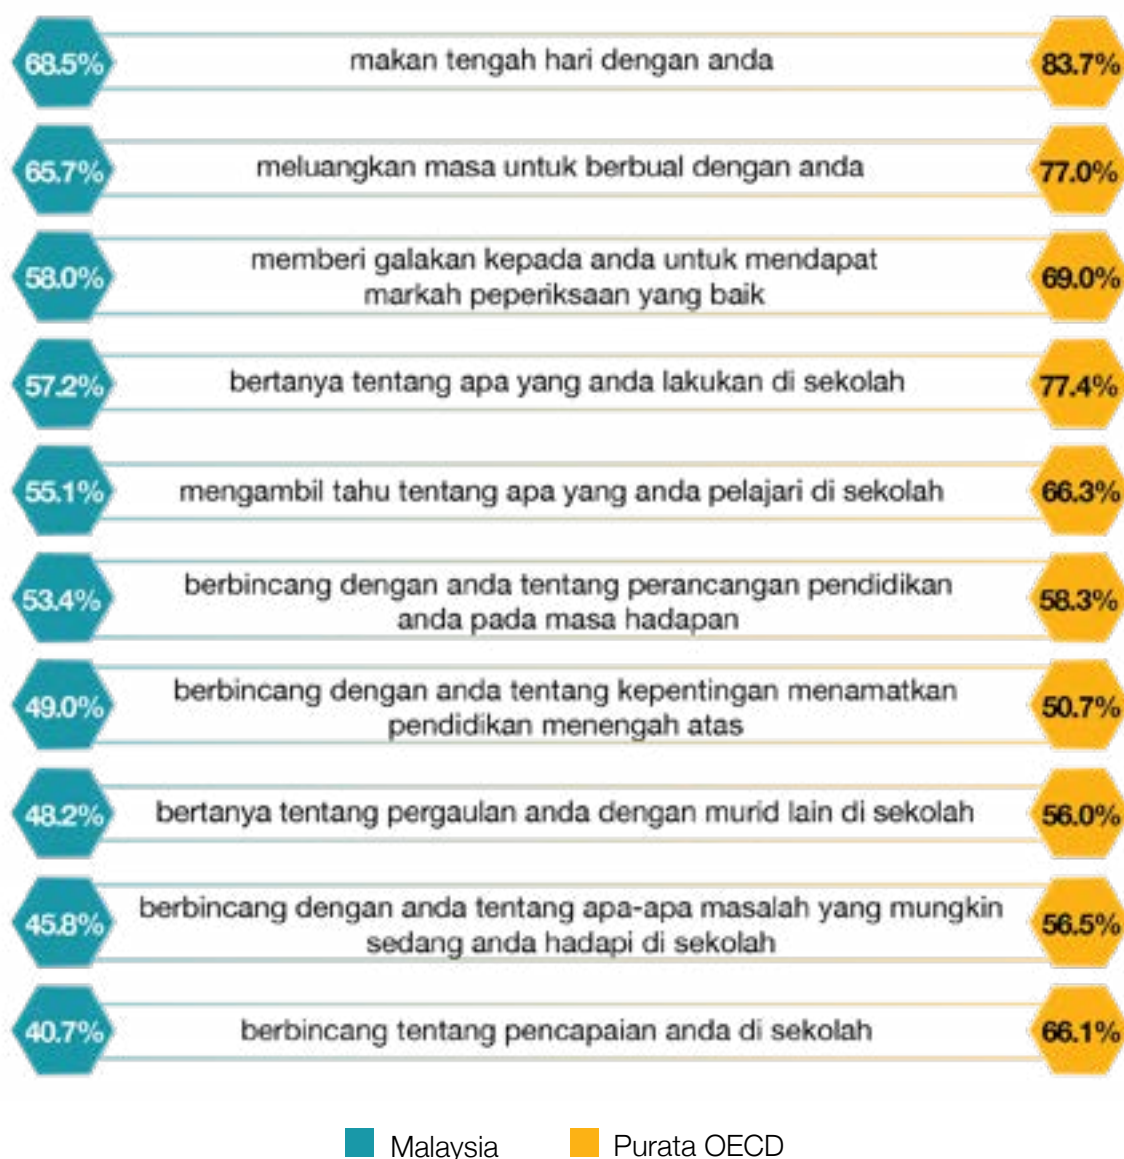 68.5% makan tengah hari dengan anda 83.7%
65.7% meluangkan masa untuk berbual dengan anda 77.0%
memberi galakan kepada anda untuk mendapat
58.0% markah peperiksaan yang baik 69.0%
57.2% bertanya tentang apa yang anda lakukan di sekolah 77.4%
55.1% mengambil tahu tentang apa yang anda pelajari di sekolah 66.3%
berbincang dengan anda tentang perancangan pendidikan
53.4% anda pada masa hadapan 58.3%
berbincang dengan anda tentang kepentingan menamatkan
49.0% pendidikan menengah atas 50.7%
48.2% bertanya tentang pergaulan anda dengan murid lain di sekolah 56.0%
berbincang dengan anda tentang apa-apa masalah yang mungkin
45.8% sedang anda hadapi di sekolah 56.5%
40.7% berbincang tentang pencapaian anda di sekolah 66.1%
Malaysia Purata OECD